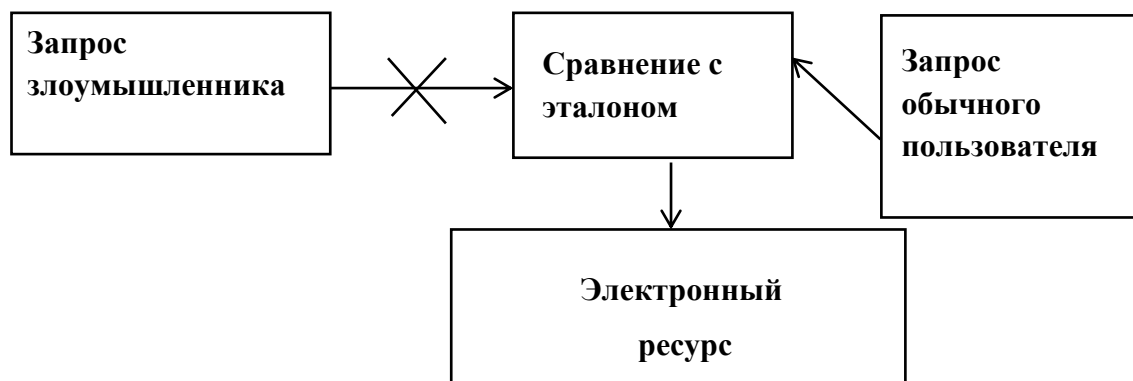 Запрос
злоумышленника
Сравнение с
эталоном
Запрос
обычного
пользователя
Электронный
ресурс